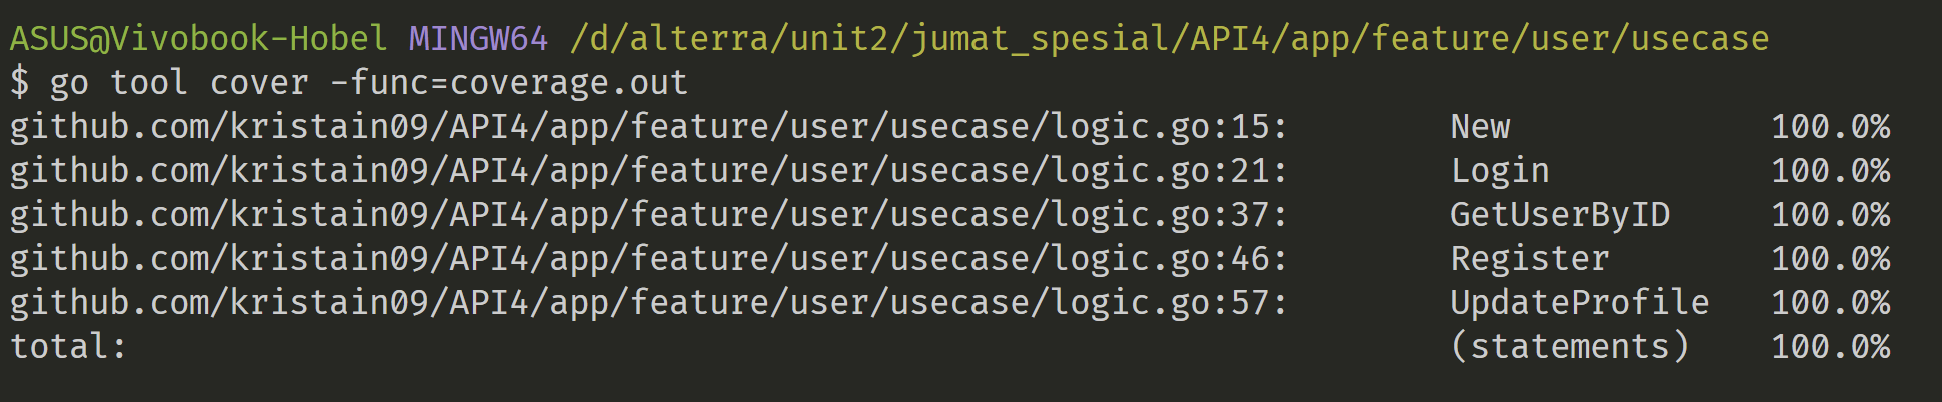 ASUS@Vivobook-Hobel MINGW64 /d/alterra/unit2/jumat_spesial/API4/app/feature/user/usecase
$ go tool cover -func=coverage.out
github.com/kristain09/API4/app/feature/user/usecase/logic.go:15: New 100.0%
github.com/kristain09/API4/app/feature/user/usecase/logic.go:21: Login 100.0%
github.com/kristain09/API4/app/feature/user/usecase/logic.go:37: GetUserByID 100.0%
github.com/kristain09/API4/app/feature/user/usecase/logic.go:46: Register 100.0%
github.com/kristain09/API4/app/feature/user/usecase/logic.go:57: UpdateProfile 100.0%
total: (statements) 100.0%